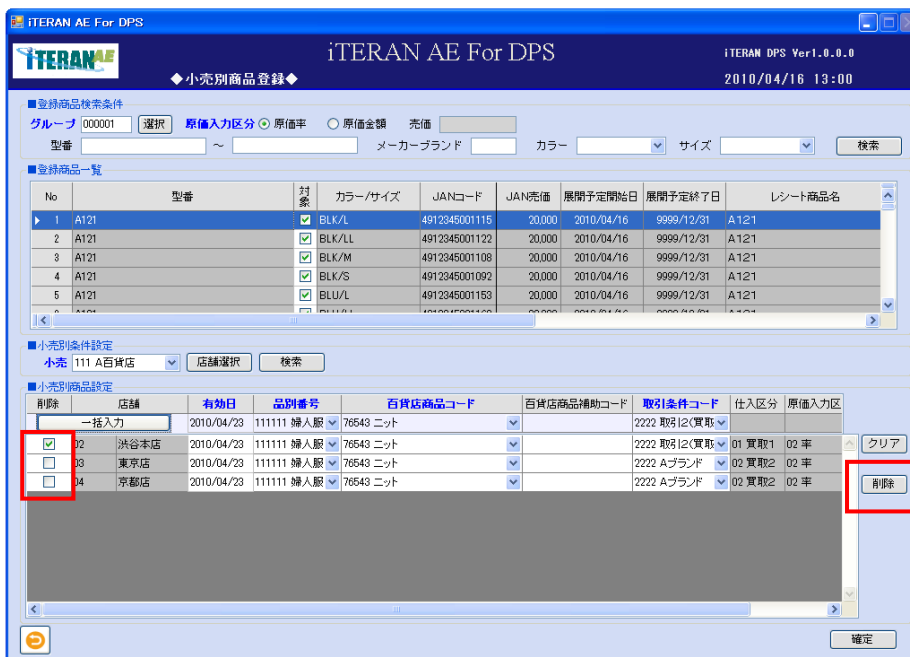 iTERAN AE For DPS
iTERAN AE
iTERAN AE For DPS
iTERAN DPS Ver1.0.0.0
◆小売別商品登録◆
2010/04/16 13:00
■登録商品検索条件
グループ 000001 選択 原価入力区分 原価率 原価金額 売価
型番 ～ メーカーブランド カラー サイズ 検索
■登録商品一覧
No 型番 対象 カラー/サイズ JANコード JAN売価 展開予定開始日 展開予定終了日 レシート商品名
1 A121 BLK/L 4912345001115 20,000 2010/04/16 9999/12/31 A121
2 A121 BLK/LL 4912345001122 20,000 2010/04/16 9999/12/31 A121
3 A121 BLK/M 4912345001108 20,000 2010/04/16 9999/12/31 A121
4 A121 BLK/S 4912345001092 20,000 2010/04/16 9999/12/31 A121
5 A121 BLU/L 4912345001153 20,000 2010/04/16 9999/12/31 A121
■小売別条件設定
小売 111 A百貨店 店舗選択 検索
■小売別商品設定
削除 店舗 有効日 品別番号 百貨店商品コード 百貨店商品補助コード 取引条件コード 仕入区分 原価入力区
一括入力 2010/04/23 111111 婦人服 76543 ニット 2222 取引2(買取
02 渋谷本店 2010/04/23 111111 婦人服 76543 ニット 2222 取引2(買取 01 買取1 02 率 クリア
03 東京店 2010/04/23 111111 婦人服 76543 ニット 2222 Aブランド 02 買取2 02 率
04 京都店 2010/04/23 111111 婦人服 76543 ニット 2222 Aブランド 02 買取2 02 率 削除
確定